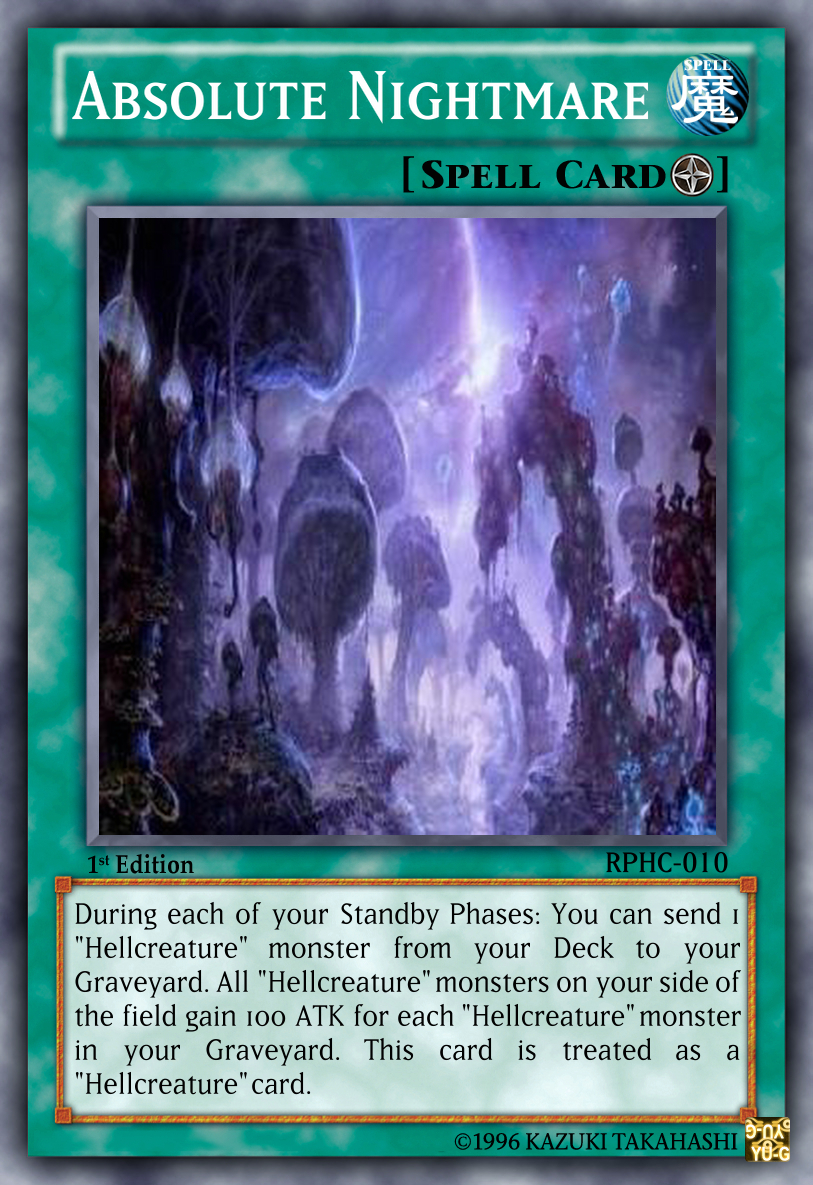 ABSOLUTE NIGHTMARE
SPELL
魔
[SPELL CARD]
1st Edition
RPHC-010
During each of your Standby Phases: You can send 1
"Hellcreature" monster from your Deck to your
Graveyard. All "Hellcreature" monsters on your side of
the field gain 100 ATK for each "Hellcreature" monster
in your Graveyard. This card is treated as a
"Hellcreature" card.
©1996 KAZUKI TAKAHASHI